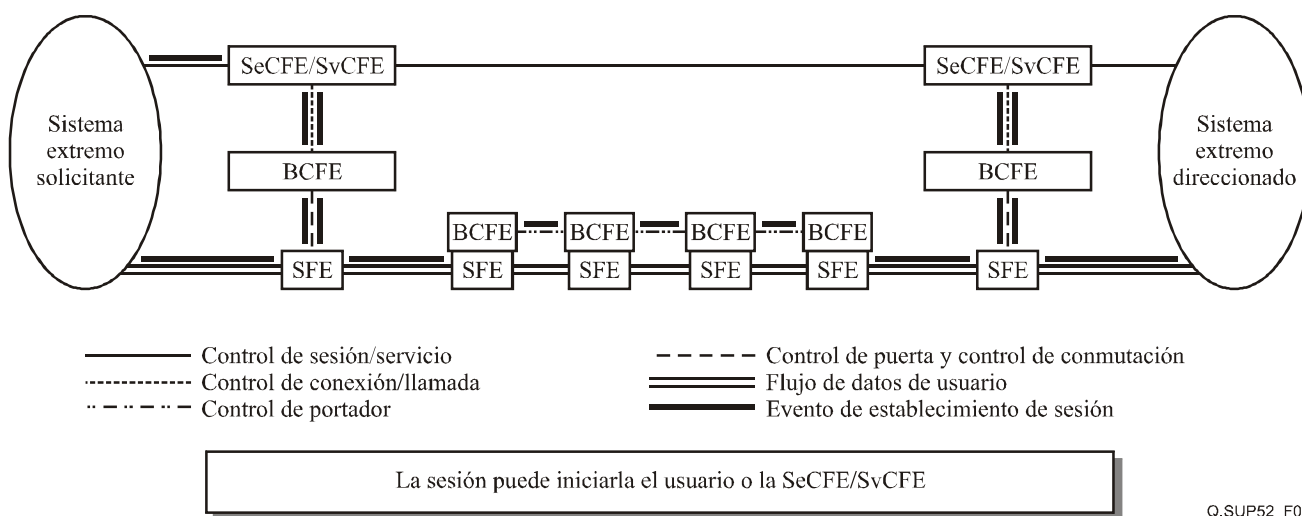 SeCFE/SvCFE
SeCFE/SvCFE
Sistema
extremo
solicitante
Sistema
extremo
direccionado
BCFE
BCFE
BCFE
BCFE
BCFE
BCFE
SFE
SFE
SFE
SFE
SFE
SFE
Control de sesión/servicio
Control de conexión/llamada
Control de portador
Control de puerta y control de conmutación
Flujo de datos de usuario
Evento de establecimiento de sesión
La sesión puede iniciarla el usuario o la SeCFE/SvCFE